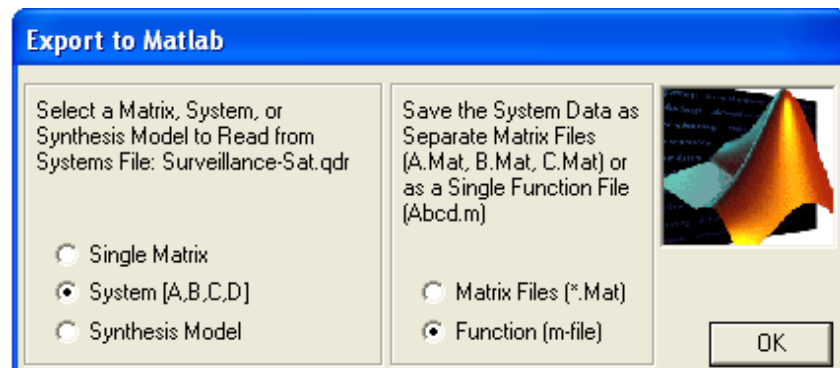 Export to Matlab
Select a Matrix, System, or
Synthesis Model to Read from
Systems File: Surveillance-Sat.qdr
Single Matrix
System [A,B,C,D]
Synthesis Model
Save the System Data as
Separate Matrix Files
(A.Mat, B.Mat, C.Mat) or
as a Single Function File
(Abcd.m)
Matrix Files (*.Mat)
Function (m-file)
OK